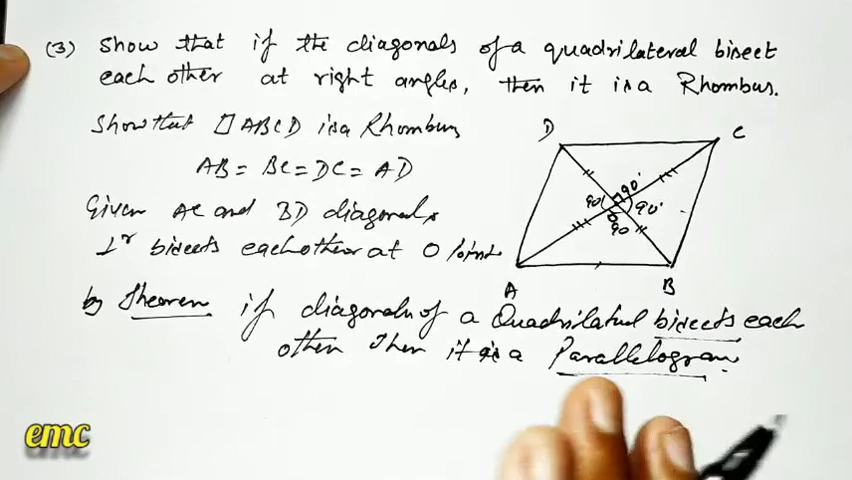 (3) Show that if the diagonals of a quadrilateral bisect
each other at right angles, then it is a Rhombus.
Show that □ABCD is a Rhombus
AB = BC = DC = AD
Given AC and BD diagonals
⊥r bisects each other at O point
by Theorem if diagonals of a Quadrilateral bisects each
other then it is a Parallelogram.
D
C
90°
90
90°
O
90
A
B
emc